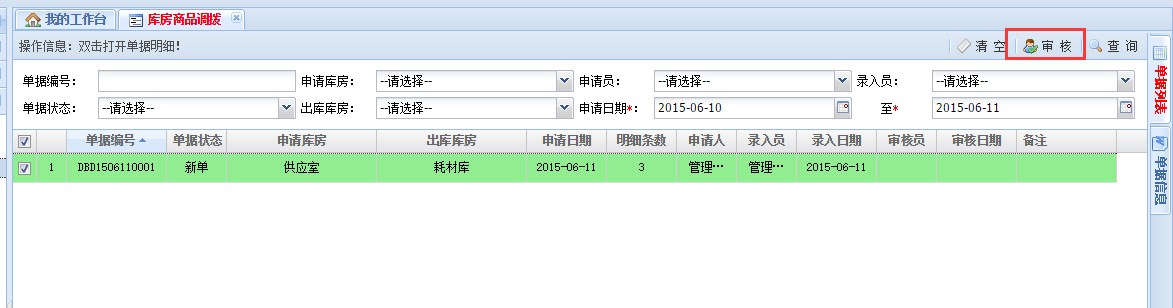 我的工作台 库房商品调拨
操作信息：双击打开单据明细！ 清 空 审 核 查 询
单据编号： 申请库房： --请选择-- 申请员： --请选择-- 录入员： --请选择--
单据状态： --请选择-- 出库库房： --请选择-- 申请日期*： 2015-06-10 至* 2015-06-11
单据编号 单据状态 申请库房 出库库房 申请日期 明细条数 申请人 录入员 录入日期 审核员 审核日期 备注
1 DBD1506110001 新单 供应室 耗材库 2015-06-11 3 管理… 管理… 2015-06-11
单据列表
单据信息